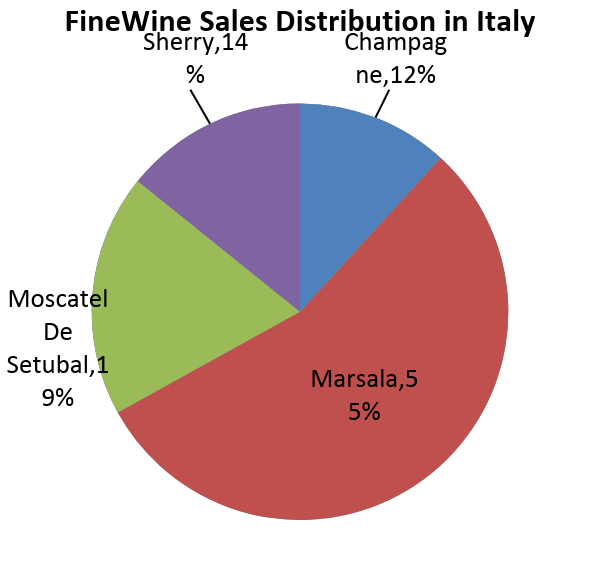 FineWine Sales Distribution in Italy
Sherry,14
%
Champag
ne,12%
Moscatel
De
Setubal,1
9%
Marsala,5
5%